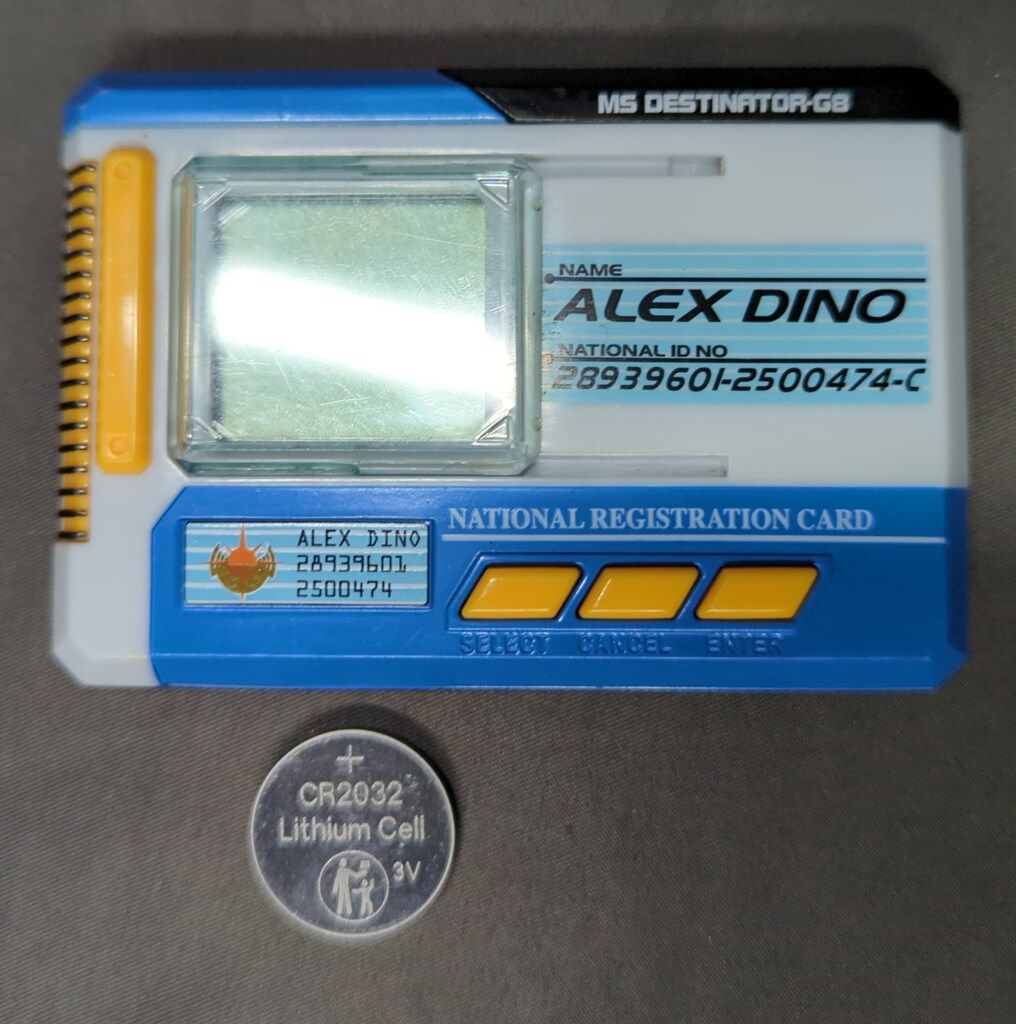 MS DESTINATOR-G8
NAME
ALEX DINO
NATIONAL ID NO
28939601-2500474-C
NATIONAL REGISTRATION CARD
ALEX DINO
28939601
2500474
SELECT CANCEL ENTER
+
CR2032
Lithium Cell
3V